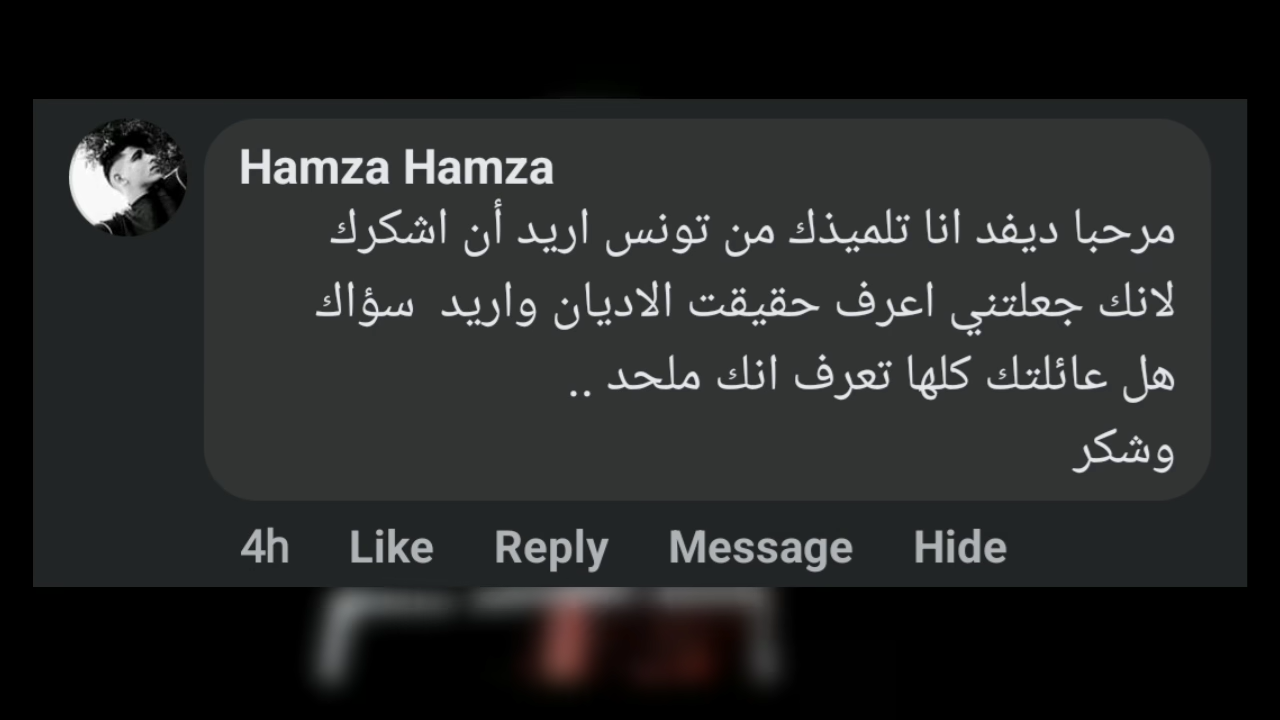 Hamza Hamza
مرحبا ديفد انا تلميذك من تونس اريد أن اشكرك
لانك جعلتني اعرف حقيقت الاديان واريد سؤاك
هل عائلتك كلها تعرف انك ملحد ..
وشكر
4h Like Reply Message Hide